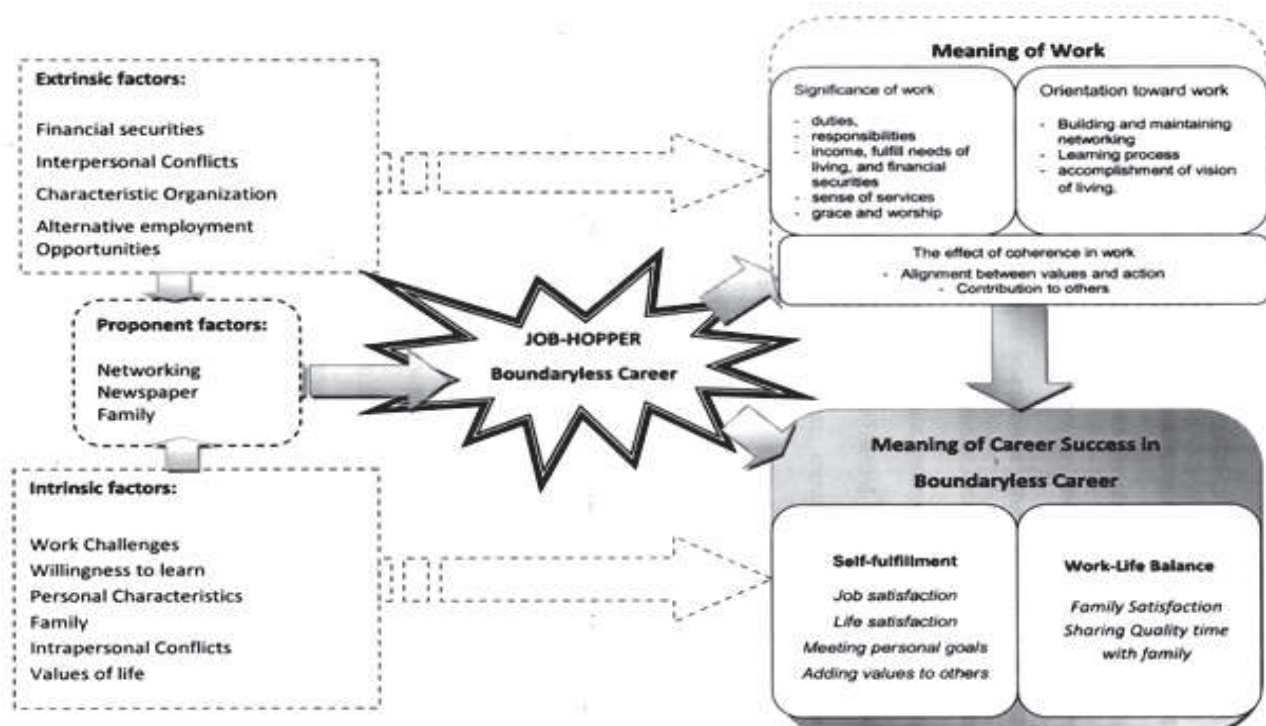 Extrinsic factors:
Financial securities
Interpersonal Conflicts
Characteristic Organization
Alternative employment
Opportunities
Proponent factors:
Networking
Newspaper
Family
Intrinsic factors:
Work Challenges
Willingness to learn
Personal Characteristics
Family
Intrapersonal Conflicts
Values of life
JOB-HOPPER
Boundaryless Career
Meaning of Work
Significance of work
- duties,
- responsibilities
- income, fulfill needs of
living, and financial
securities
- sense of services
- grace and worship
Orientation toward work
- Building and maintaining
networking
- Learning process
- accomplishment of vision
of living.
The effect of coherence in work
- Alignment between values and action
- Contribution to others
Meaning of Career Success in
Boundaryless Career
Self-fulfillment
Job satisfaction
Life satisfaction
Meeting personal goals
Adding values to others
Work-Life Balance
Family Satisfaction
Sharing Quality time
with family